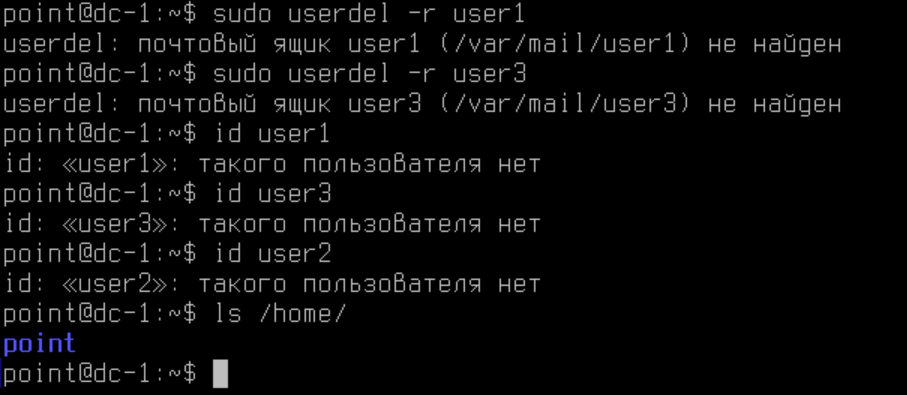 point@dc-1:~$ sudo userdel -r user1
userdel: почтовый ящик user1 (/var/mail/user1) не найден
point@dc-1:~$ sudo userdel -r user3
userdel: почтовый ящик user3 (/var/mail/user3) не найден
point@dc-1:~$ id user1
id: «user1»: такого пользователя нет
point@dc-1:~$ id user3
id: «user3»: такого пользователя нет
point@dc-1:~$ id user2
id: «user2»: такого пользователя нет
point@dc-1:~$ ls /home/
point
point@dc-1:~$